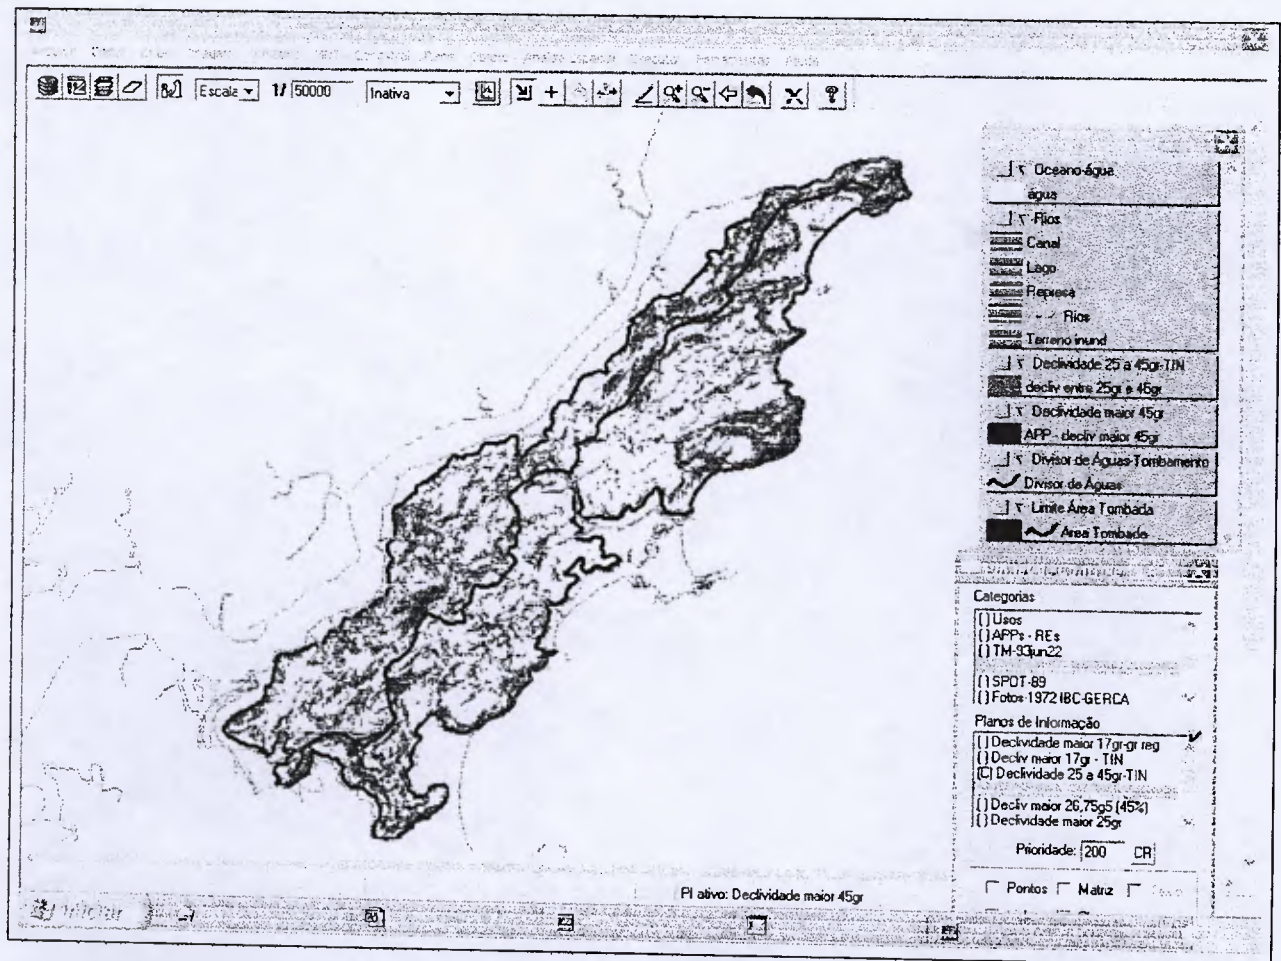 Escala 1/ 50000 Inativa
Oceano-água
água
Rios
Canal
Lago
Represa
Rios
Terreno inund
Declividade 25 a 45gr-TIN
decliv entre 25gr e 45gr
Declividade maior 45gr
APP - decliv maior 45gr
Divisor de Águas-Tombamento
Divisor de Águas
Limite Área Tombada
Área Tombada
Categorias
( ) Usos
( ) APPs - REs
( ) TM-93jun22
( ) SPOT-89
( ) Fotos-1972 IBC-GERCA
Planos de Informação
( ) Declividade maior 17gr-gr reg
( ) Decliv maior 17gr - TIN
(C) Declividade 25 a 45gr-TIN
( ) Decliv maior 26,75g5 (45%)
( ) Declividade maior 25gr
Prioridade: 200 CR
Pontos Matriz
PI ativo: Declividade maior 45gr
Iniciar